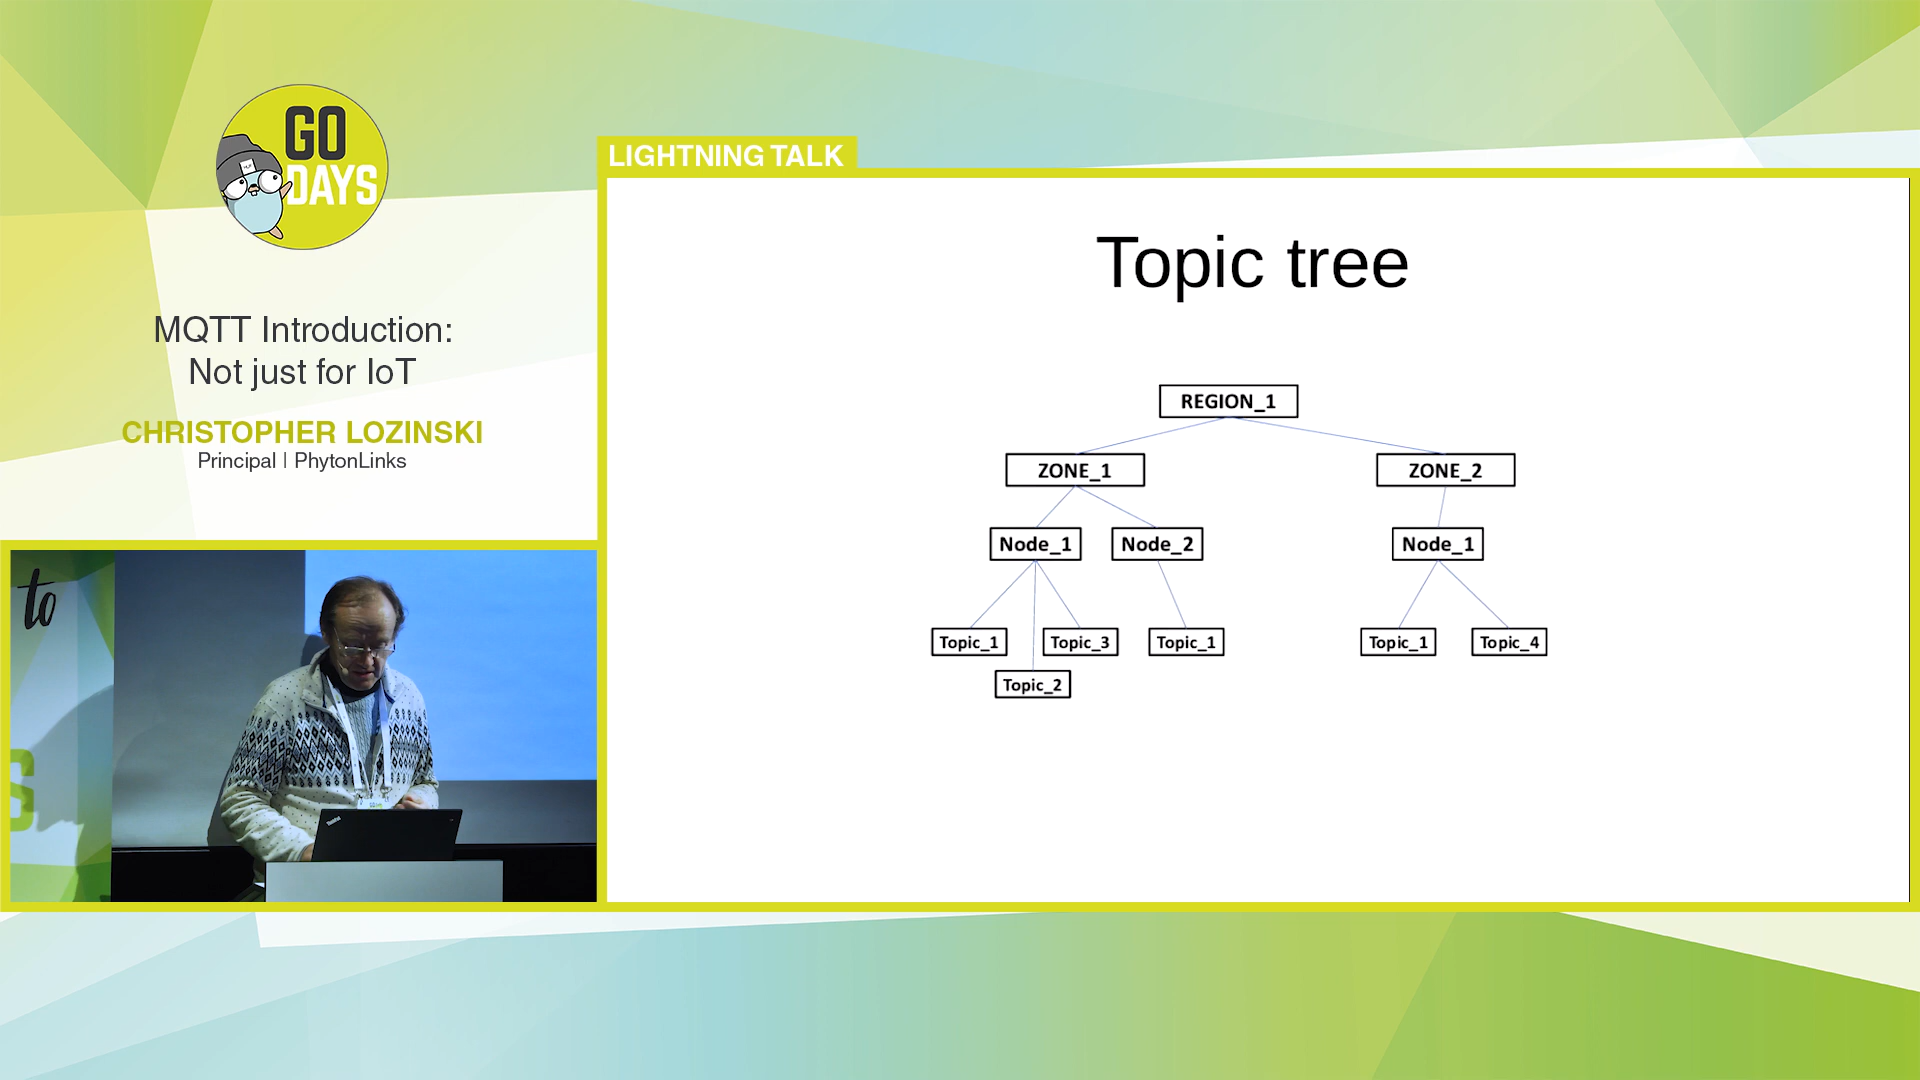 GO
DAYS
MQTT Introduction:
Not just for IoT
CHRISTOPHER LOZINSKI
Principal | PhytonLinks
to
S
LIGHTNING TALK
Topic tree
REGION_1
ZONE_1
ZONE_2
Node_1
Node_2
Node_1
Topic_1
Topic_3
Topic_1
Topic_1
Topic_4
Topic_2